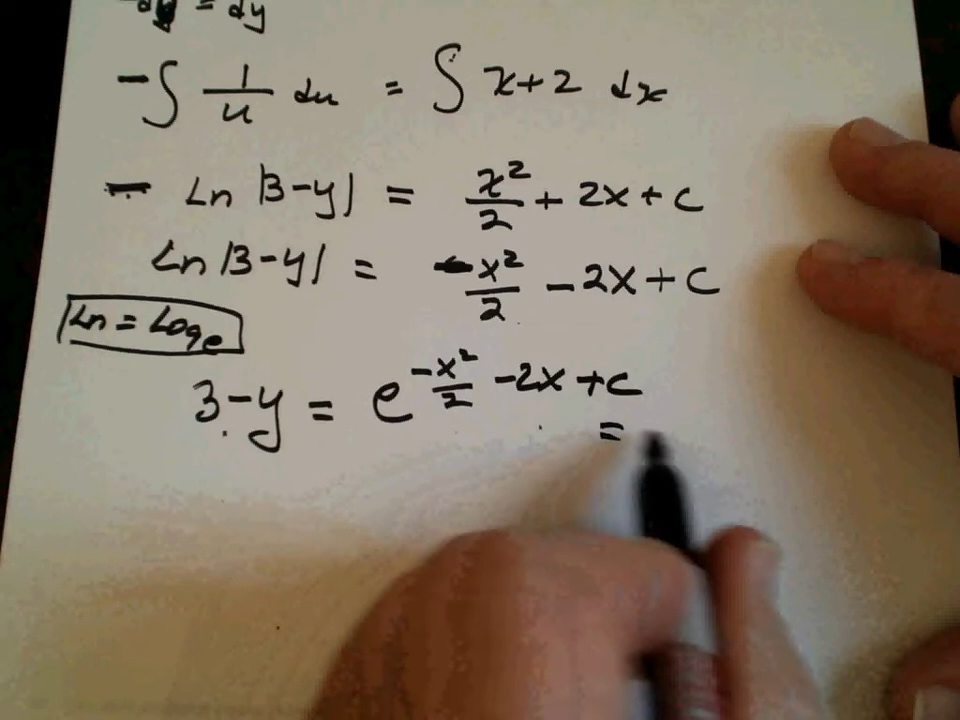 = dy
-∫ 1/u du = ∫ x+2 dx
- Ln |3-y| = x²/2 + 2x+c
Ln |3-y| = -x²/2 - 2x+c
Ln = Loge
3-y = e^(-x²/2 -2x +c)
=